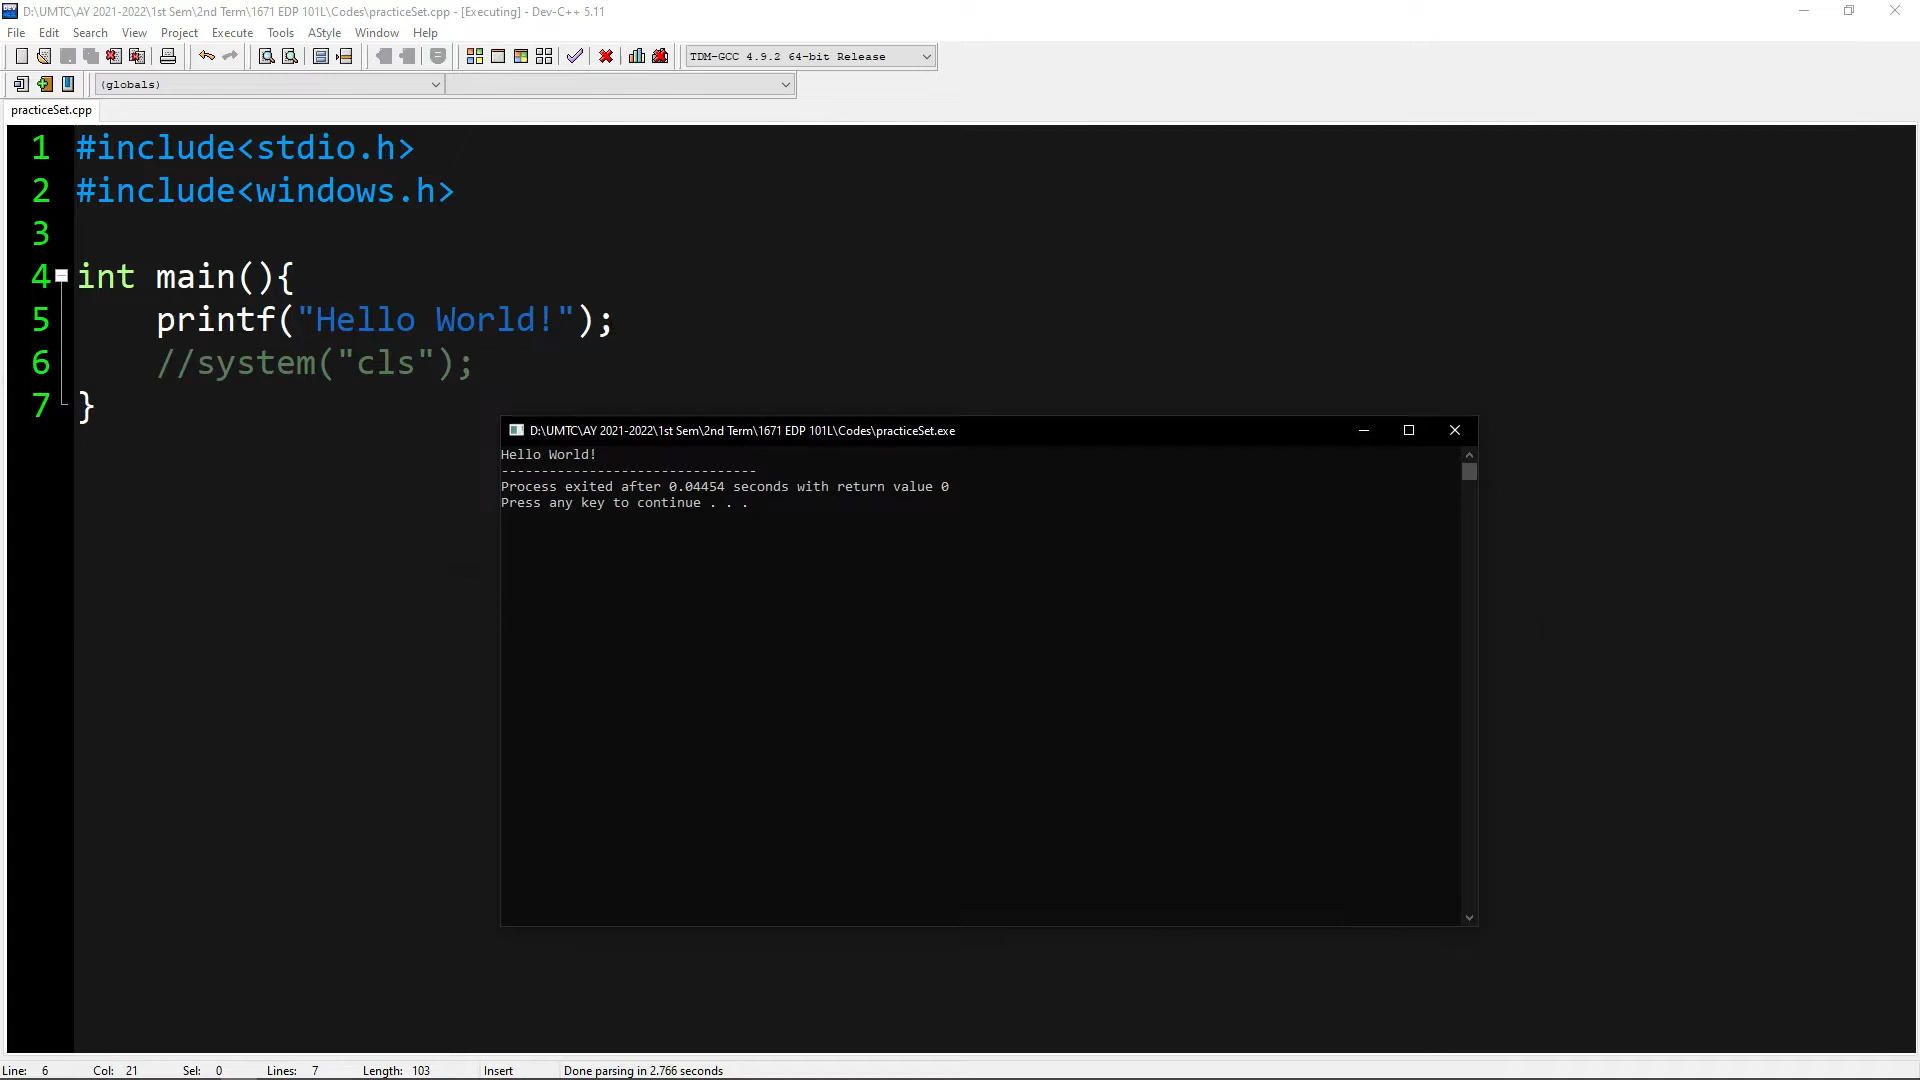 D:\UMTC\AY 2021-2022\1st Sem\2nd Term\1671 EDP 101L\Codes\practiceSet.cpp - [Executing] - Dev-C++ 5.11
File Edit Search View Project Execute Tools AStyle Window Help
TDM-GCC 4.9.2 64-bit Release
(globals)
practiceSet.cpp
1 #include<stdio.h>
2 #include<windows.h>
3
4 int main(){
5 printf("Hello World!");
6 //system("cls");
7 }
D:\UMTC\AY 2021-2022\1st Sem\2nd Term\1671 EDP 101L\Codes\practiceSet.exe
Hello World!
--------------------------------
Process exited after 0.04454 seconds with return value 0
Press any key to continue . . .
Line: 6 Col: 21 Sel: 0 Lines: 7 Length: 103 Insert Done parsing in 2.766 seconds